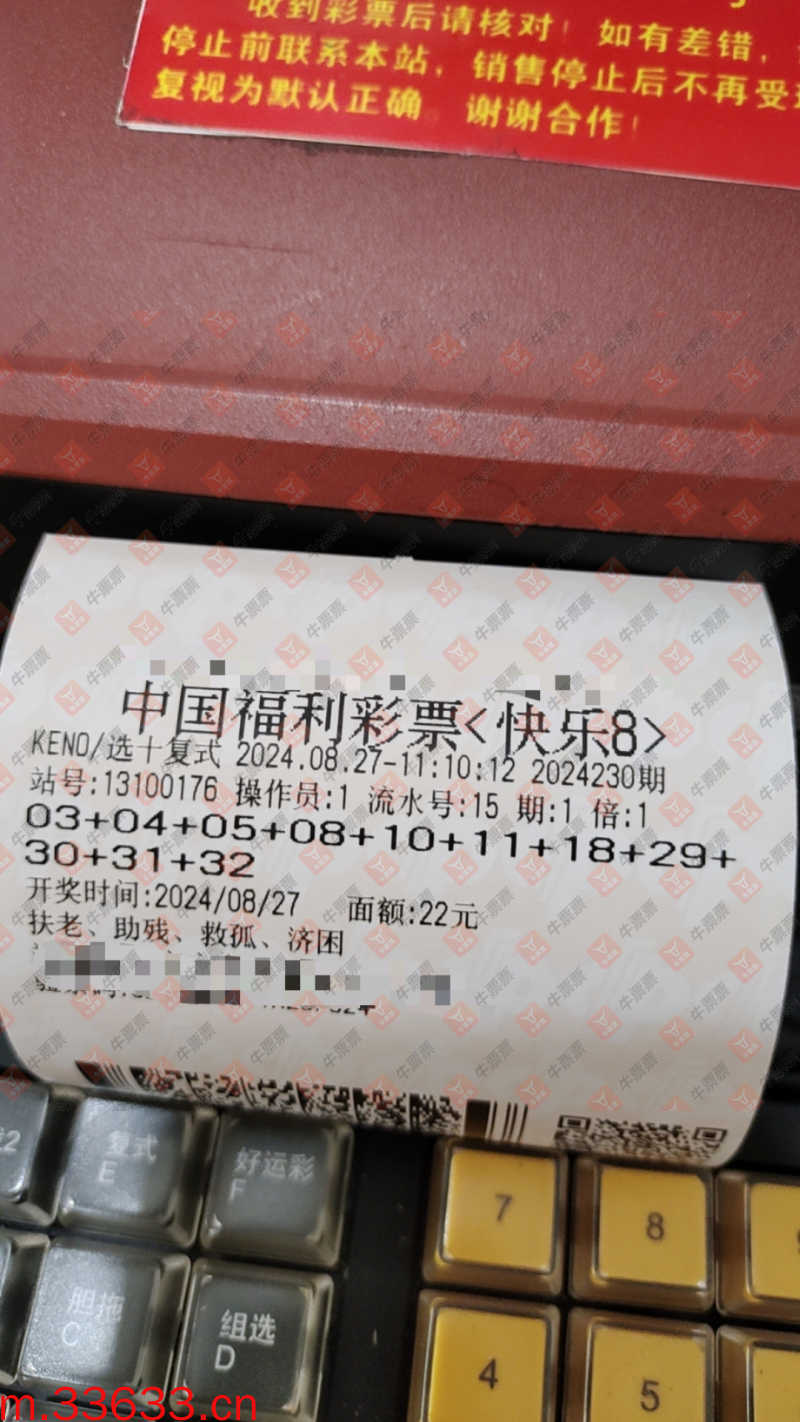 收到彩票后请核对！如有差错，
停止前联系本站，销售停止后不再受理
复视为默认正确。谢谢合作！
中国福利彩票<快乐8>
KENO/选十复式 2024.08.27-11:10:12 2024230期
站号:13100176 操作员:1 流水号:15 期:1 倍:1
03+04+05+08+10+11+18+29+
30+31+32
开奖时间:2024/08/27 面额:22元
扶老、助残、救孤、济困
复式
E
好运彩
F
7
8
胆拖
C
组选
D
4
5
牛票票
m.33633.cn